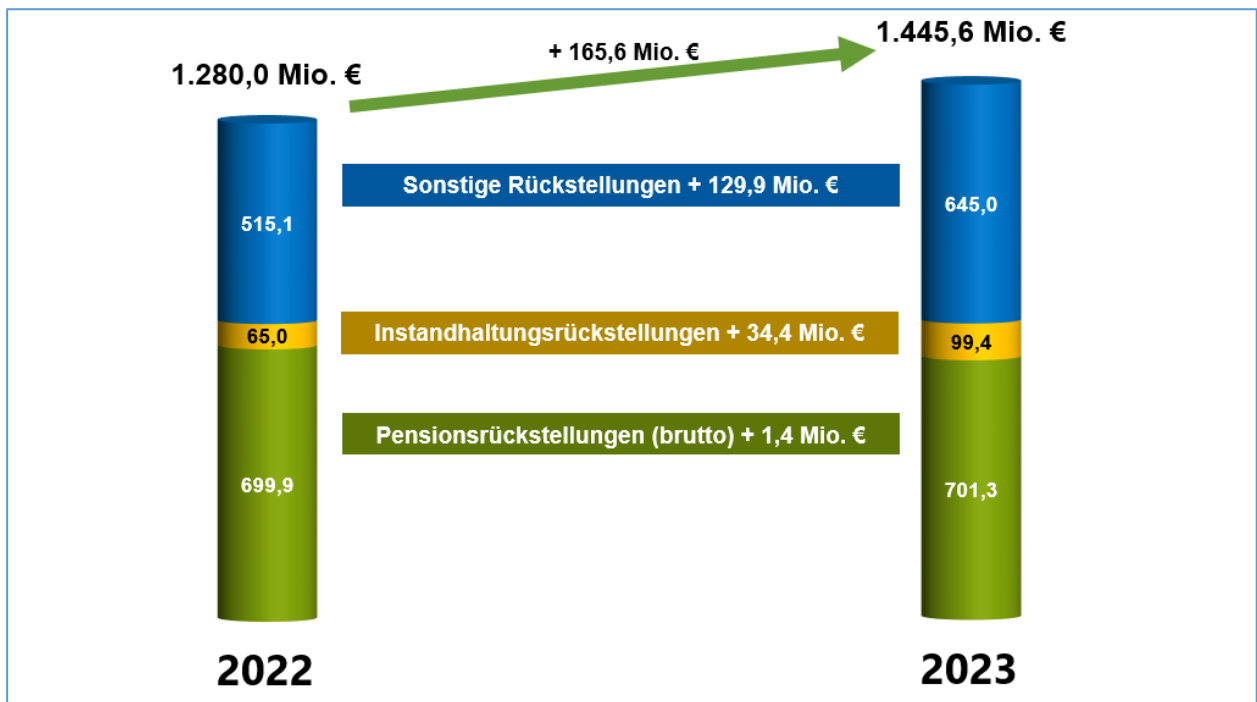 1.280,0 Mio. €
+ 165,6 Mio. €
1.445,6 Mio. €
515,1
Sonstige Rückstellungen + 129,9 Mio. €
645,0
65,0
Instandhaltungsrückstellungen + 34,4 Mio. €
99,4
699,9
Pensionsrückstellungen (brutto) + 1,4 Mio. €
701,3
2022
2023